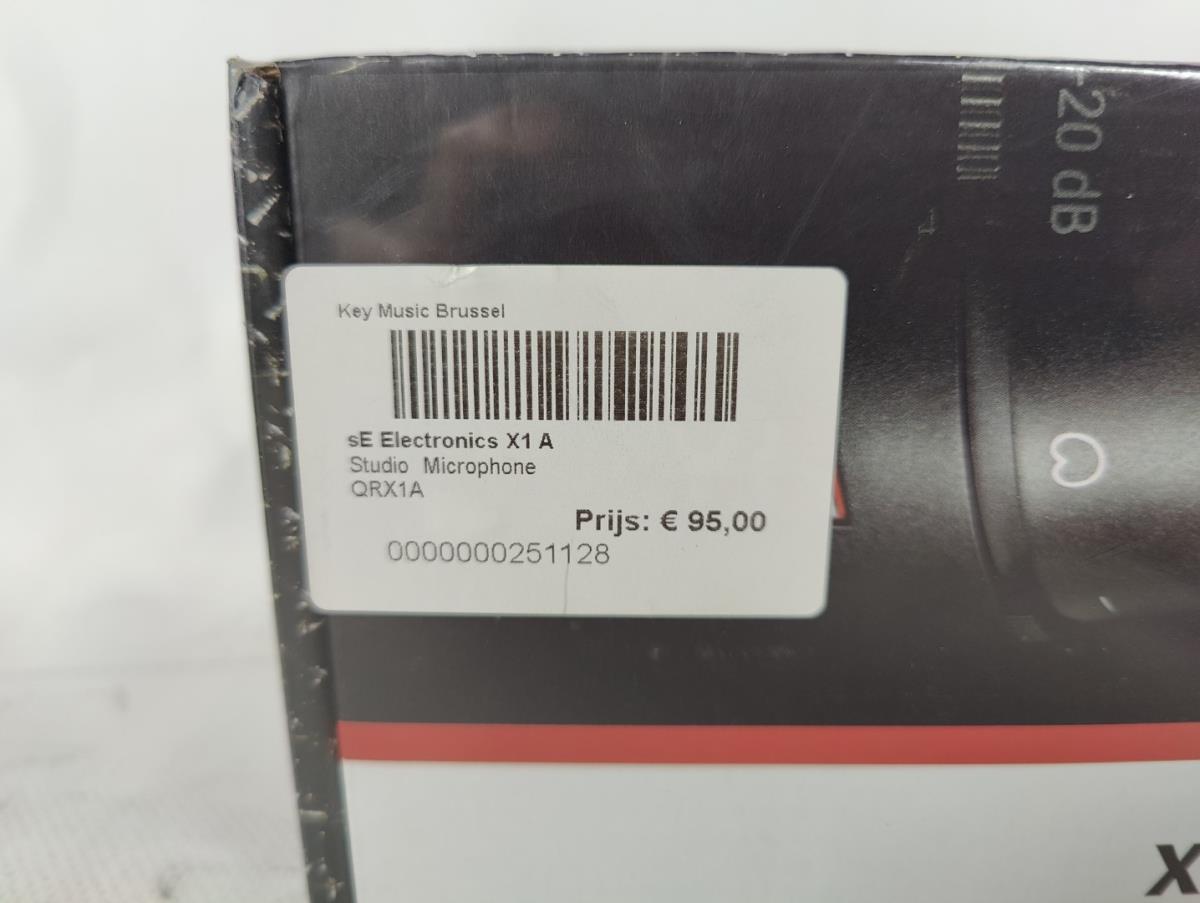 -20 dB
Key Music Brussel
sE Electronics X1 A
Studio Microphone
QRX1A
Prijs: € 95,00
0000000251128
X